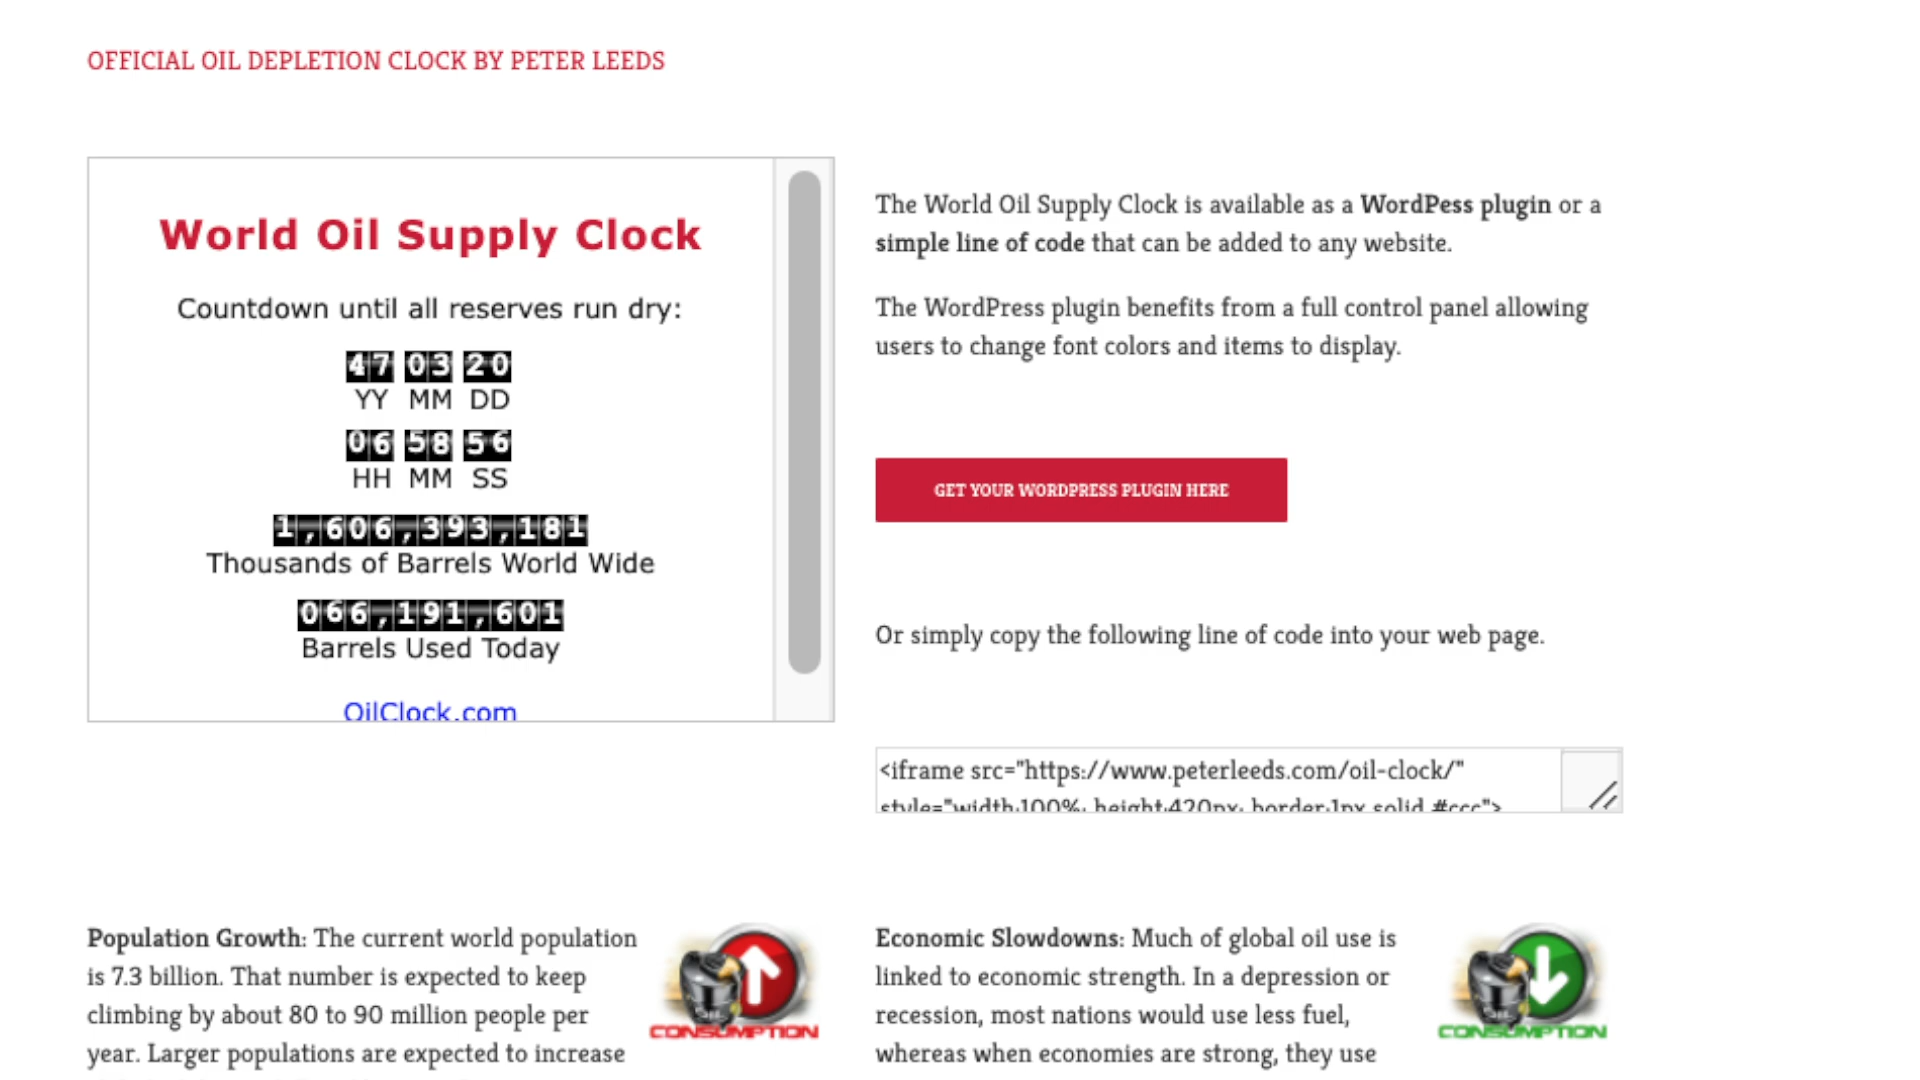 OFFICIAL OIL DEPLETION CLOCK BY PETER LEEDS
World Oil Supply Clock
Countdown until all reserves run dry:
47 03 20
YY MM DD
06 58 56
HH MM SS
1,606,393,181
Thousands of Barrels World Wide
066,191,601
Barrels Used Today
OilClock.com
The World Oil Supply Clock is available as a WordPess plugin or a
simple line of code that can be added to any website.
The WordPress plugin benefits from a full control panel allowing
users to change font colors and items to display.
GET YOUR WORDPRESS PLUGIN HERE
Or simply copy the following line of code into your web page.
<iframe src="https://www.peterleeds.com/oil-clock/"
style="width:100%; height:420px; border:1px solid #ccc">
Population Growth: The current world population
is 7.3 billion. That number is expected to keep
climbing by about 80 to 90 million people per
year. Larger populations are expected to increase
CONSUMPTION
Economic Slowdowns: Much of global oil use is
linked to economic strength. In a depression or
recession, most nations would use less fuel,
whereas when economies are strong, they use
CONSUMPTION